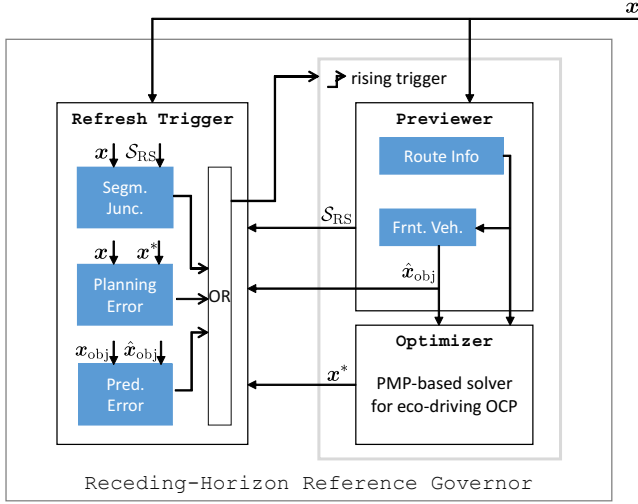 x
rising trigger
Refresh Trigger
Previewer
x S_RS
Route Info
Segm.
Junc.
S_RS
Frnt. Veh.
x x*
x̂_obj
Planning
Error
OR
Optimizer
x_obj x̂_obj
x*
PMP-based solver
for eco-driving OCP
Pred.
Error
Receding-Horizon Reference Governor